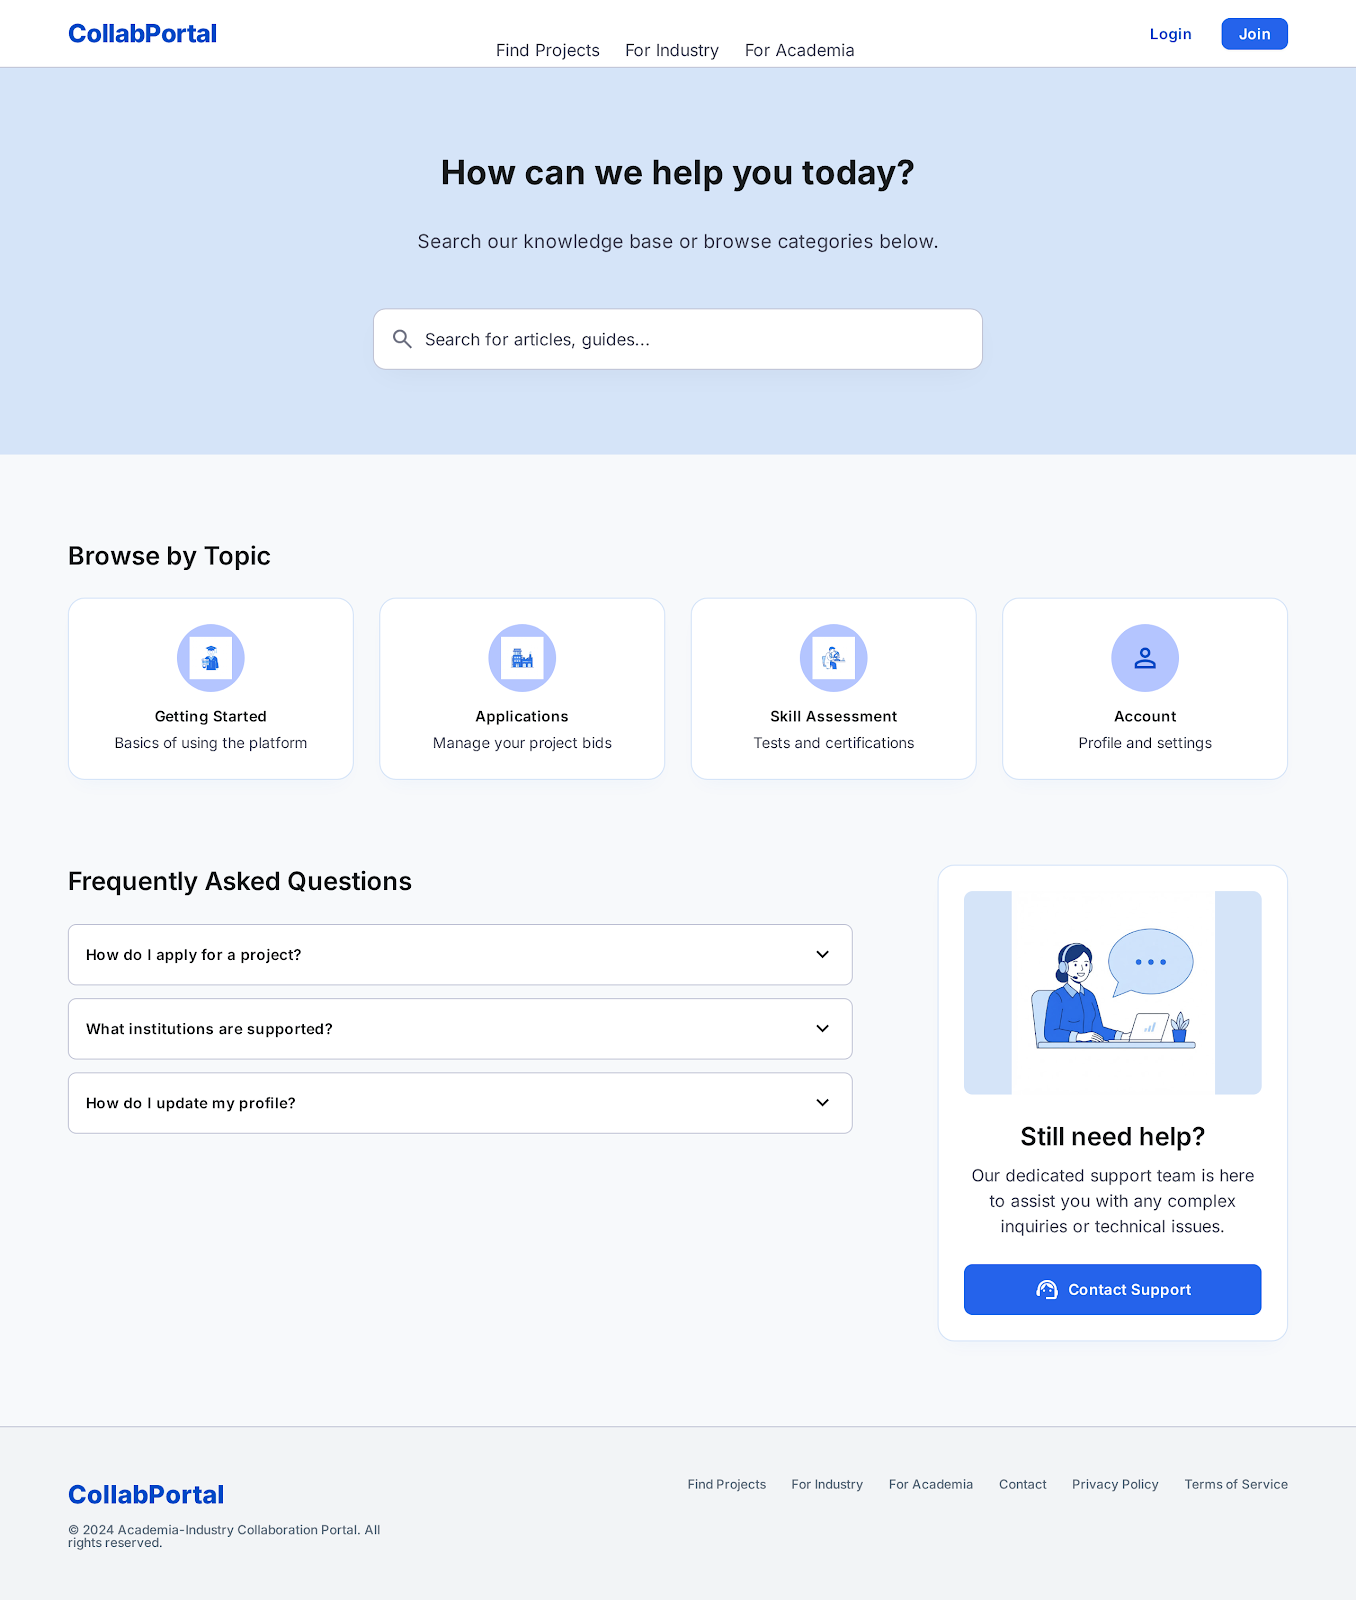 CollabPortal
Find Projects
For Industry
For Academia
Login
Join
How can we help you today?
Search our knowledge base or browse categories below.
Search for articles, guides...
Browse by Topic
Getting Started
Basics of using the platform
Applications
Manage your project bids
Skill Assessment
Tests and certifications
Account
Profile and settings
Frequently Asked Questions
How do I apply for a project?
What institutions are supported?
How do I update my profile?
Still need help?
Our dedicated support team is here
to assist you with any complex
inquiries or technical issues.
Contact Support
CollabPortal
© 2024 Academia-Industry Collaboration Portal. All
rights reserved.
Find Projects
For Industry
For Academia
Contact
Privacy Policy
Terms of Service